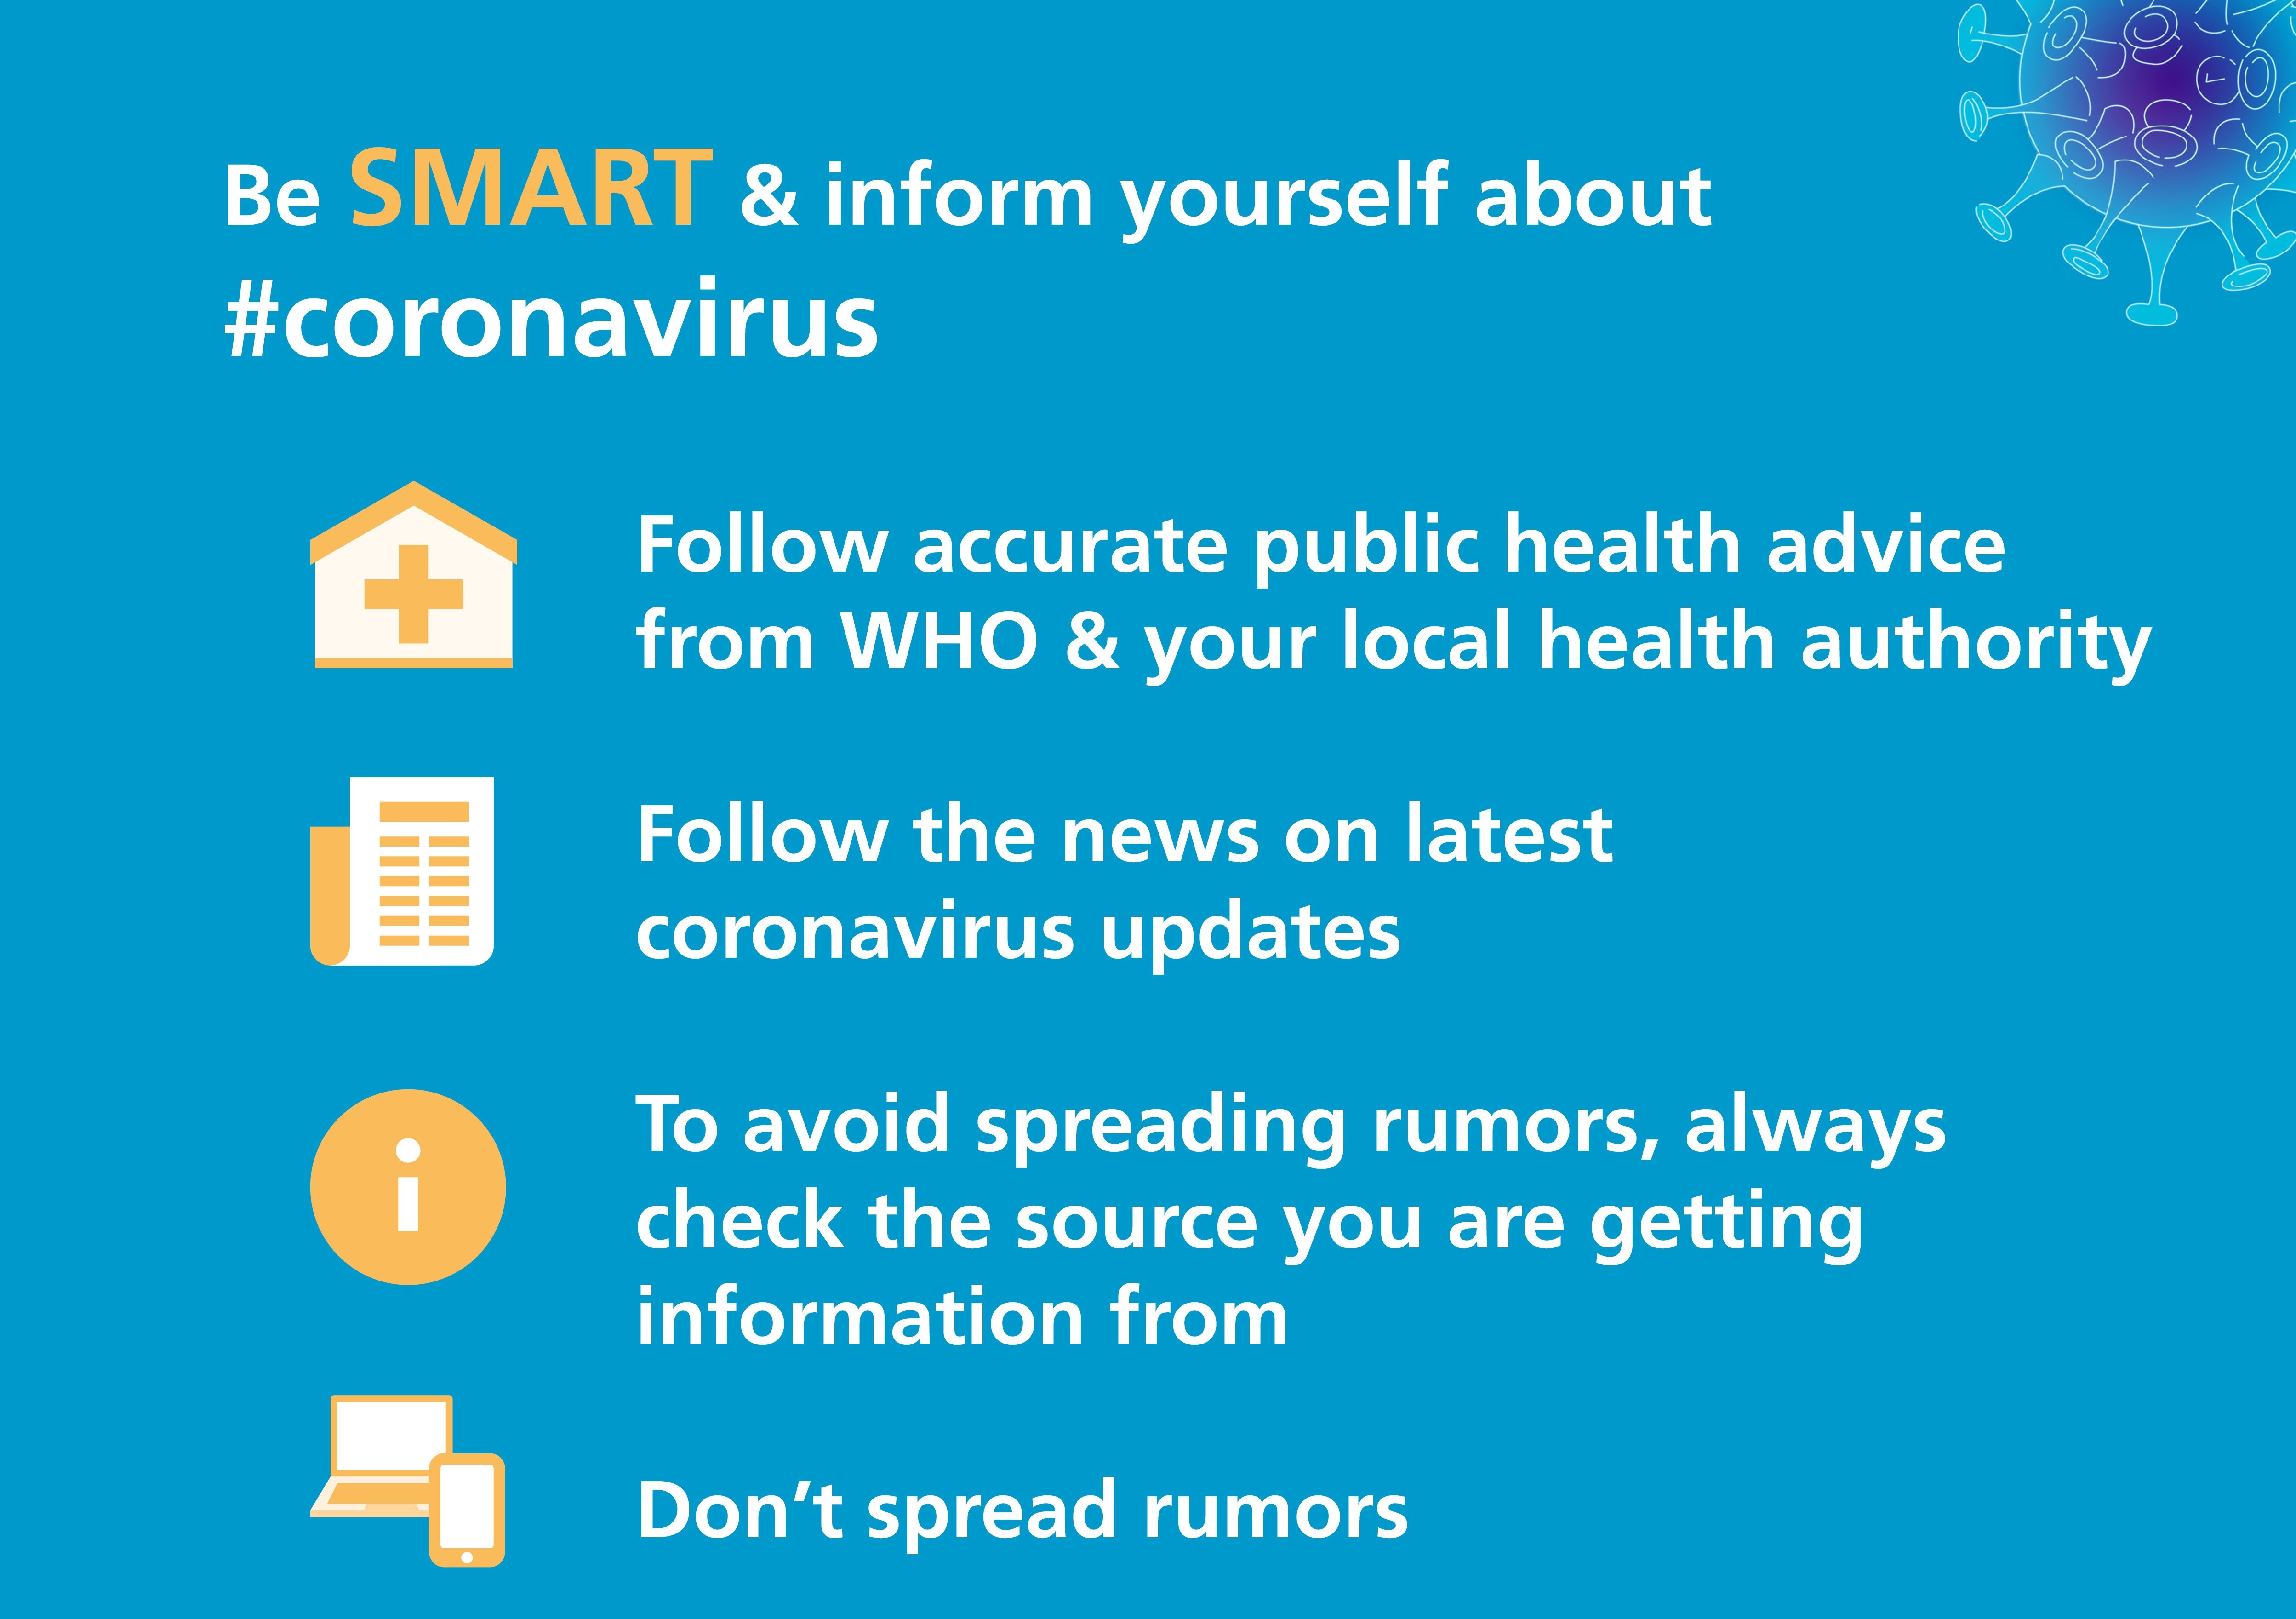 Be SMART & inform yourself about
#coronavirus
Follow accurate public health advice
from WHO & your local health authority
Follow the news on latest
coronavirus updates
To avoid spreading rumors, always
check the source you are getting
information from
Don’t spread rumors